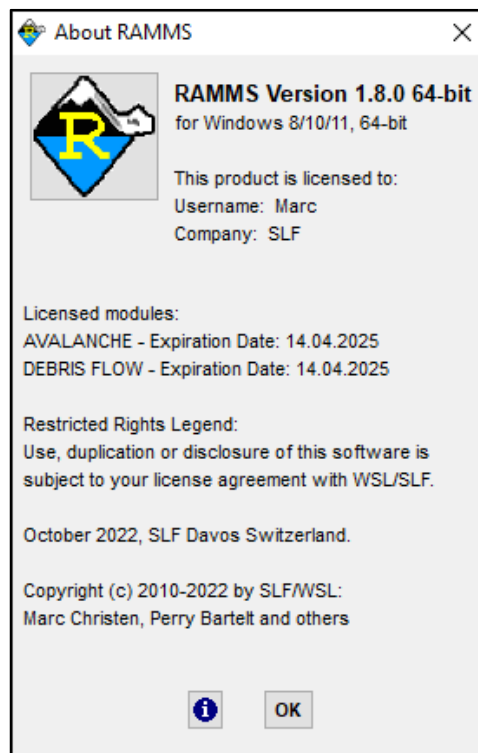 About RAMMS
R
RAMMS Version 1.8.0 64-bit
for Windows 8/10/11, 64-bit
This product is licensed to:
Username: Marc
Company: SLF
Licensed modules:
AVALANCHE - Expiration Date: 14.04.2025
DEBRIS FLOW - Expiration Date: 14.04.2025
Restricted Rights Legend:
Use, duplication or disclosure of this software is
subject to your license agreement with WSL/SLF.
October 2022, SLF Davos Switzerland.
Copyright (c) 2010-2022 by SLF/WSL:
Marc Christen, Perry Bartelt and others
OK